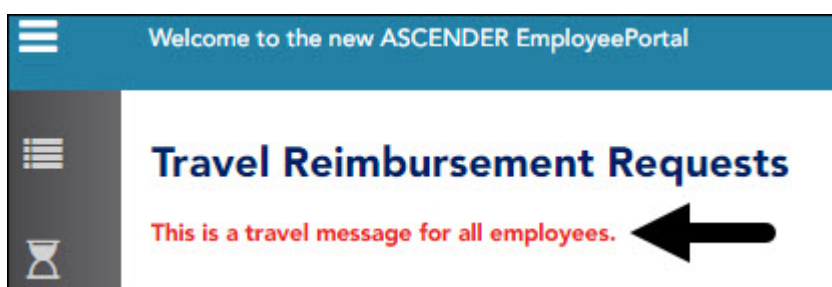 Welcome to the new ASCENDER EmployeePortal
Travel Reimbursement Requests
This is a travel message for all employees.